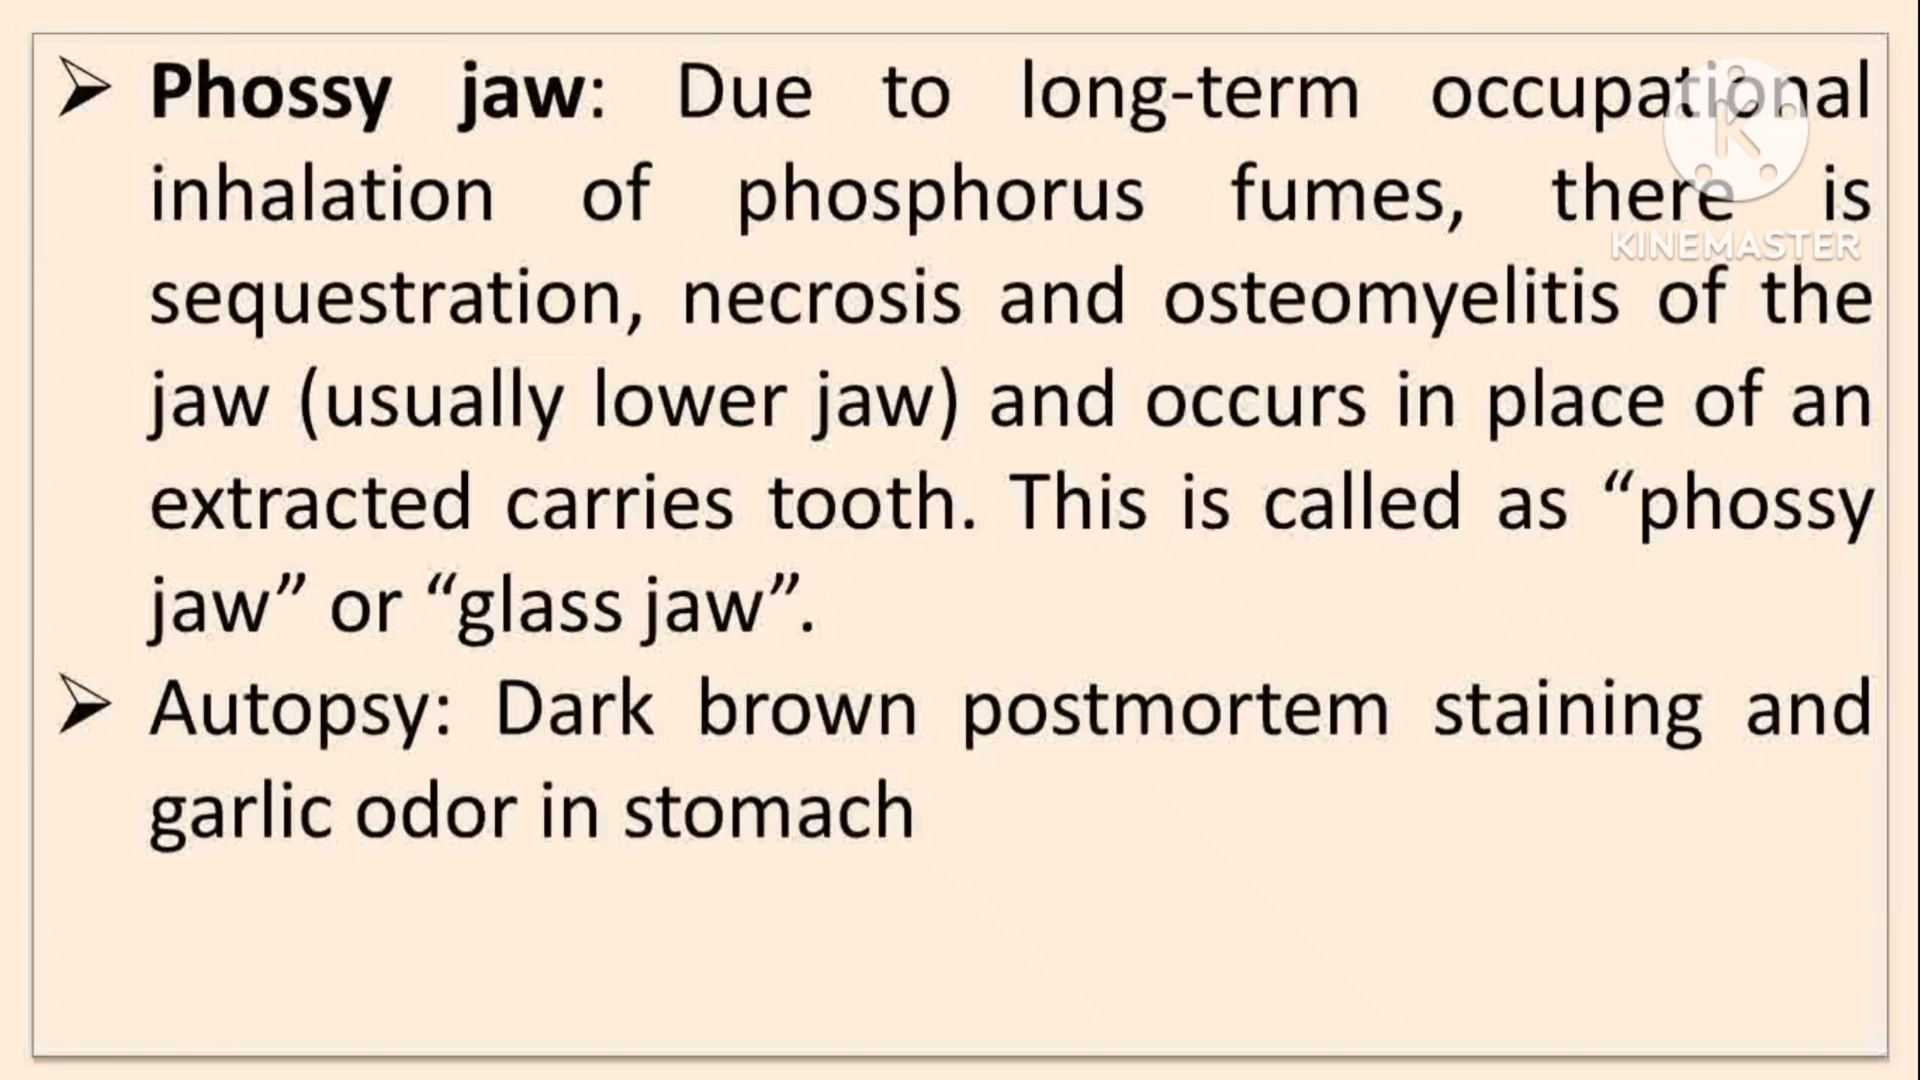 ➢ Phossy jaw: Due to long-term occupational
inhalation of phosphorus fumes, there is
KINEMASTER
sequestration, necrosis and osteomyelitis of the
jaw (usually lower jaw) and occurs in place of an
extracted carries tooth. This is called as “phossy
jaw” or “glass jaw”.
➢ Autopsy: Dark brown postmortem staining and
garlic odor in stomach